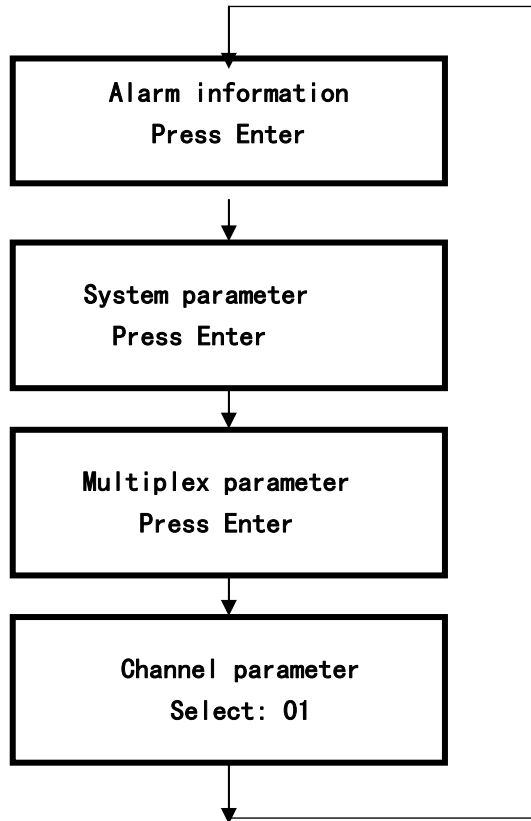 Alarm information
Press Enter
System parameter
Press Enter
Multiplex parameter
Press Enter
Channel parameter
Select: 01